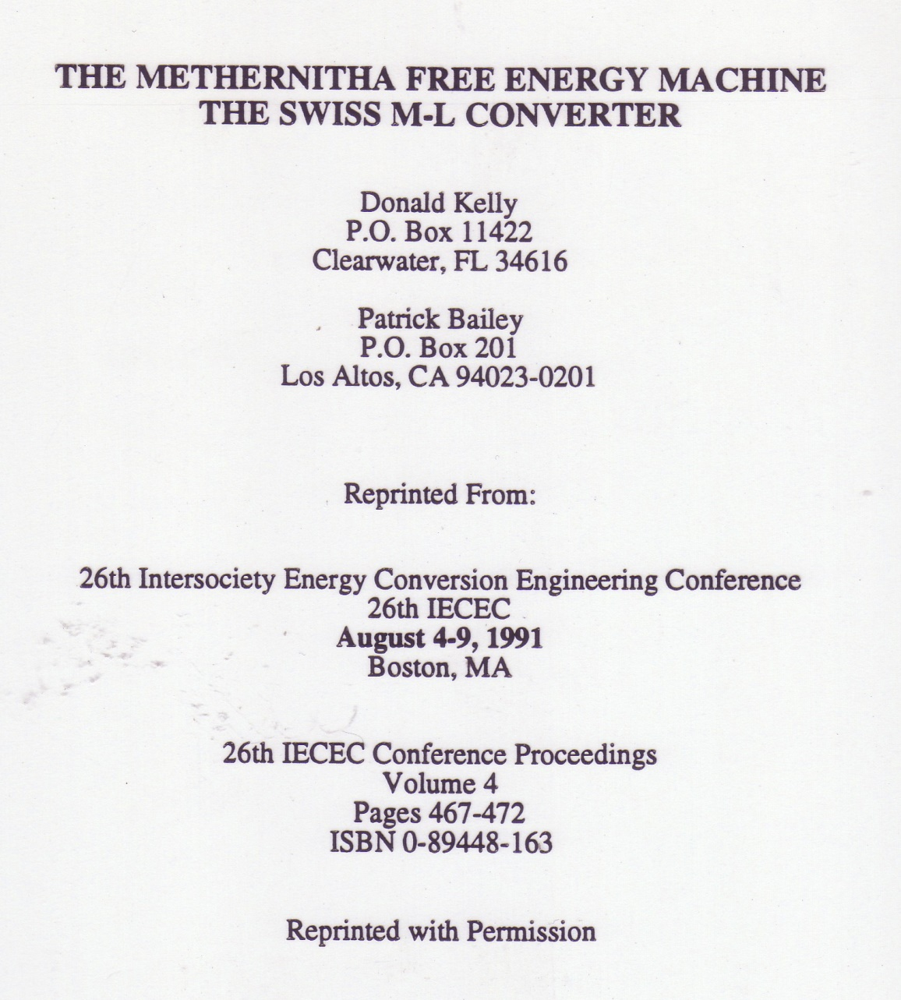 THE METHERNITHA FREE ENERGY MACHINE
THE SWISS M-L CONVERTER
Donald Kelly
P.O. Box 11422
Clearwater, FL 34616
Patrick Bailey
P.O. Box 201
Los Altos, CA 94023-0201
Reprinted From:
26th Intersociety Energy Conversion Engineering Conference
26th IECEC
August 4-9, 1991
Boston, MA
26th IECEC Conference Proceedings
Volume 4
Pages 467-472
ISBN 0-89448-163
Reprinted with Permission